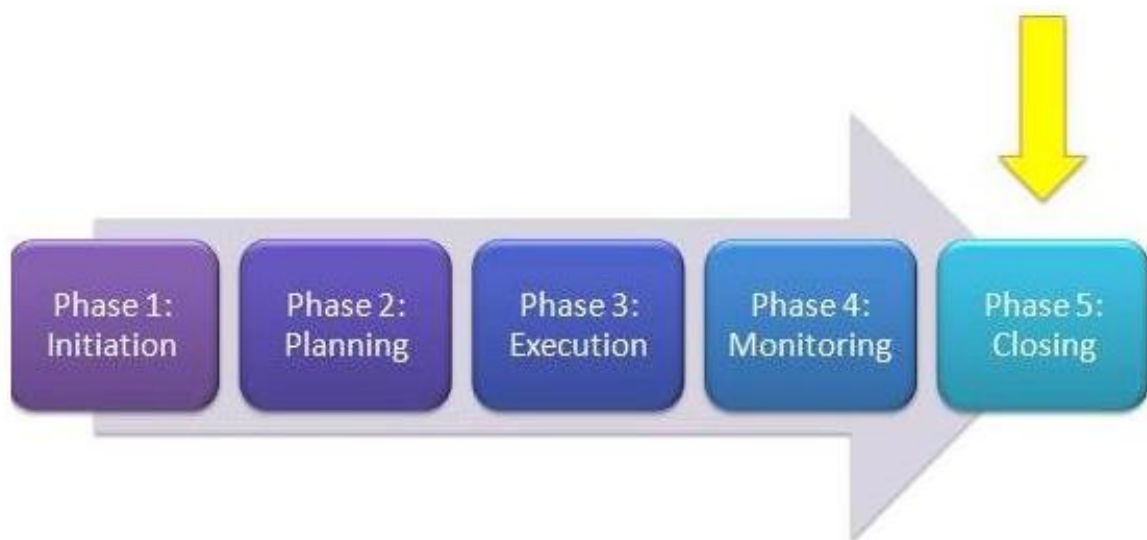 Phase 1:
Initiation
Phase 2:
Planning
Phase 3:
Execution
Phase 4:
Monitoring
Phase 5:
Closing